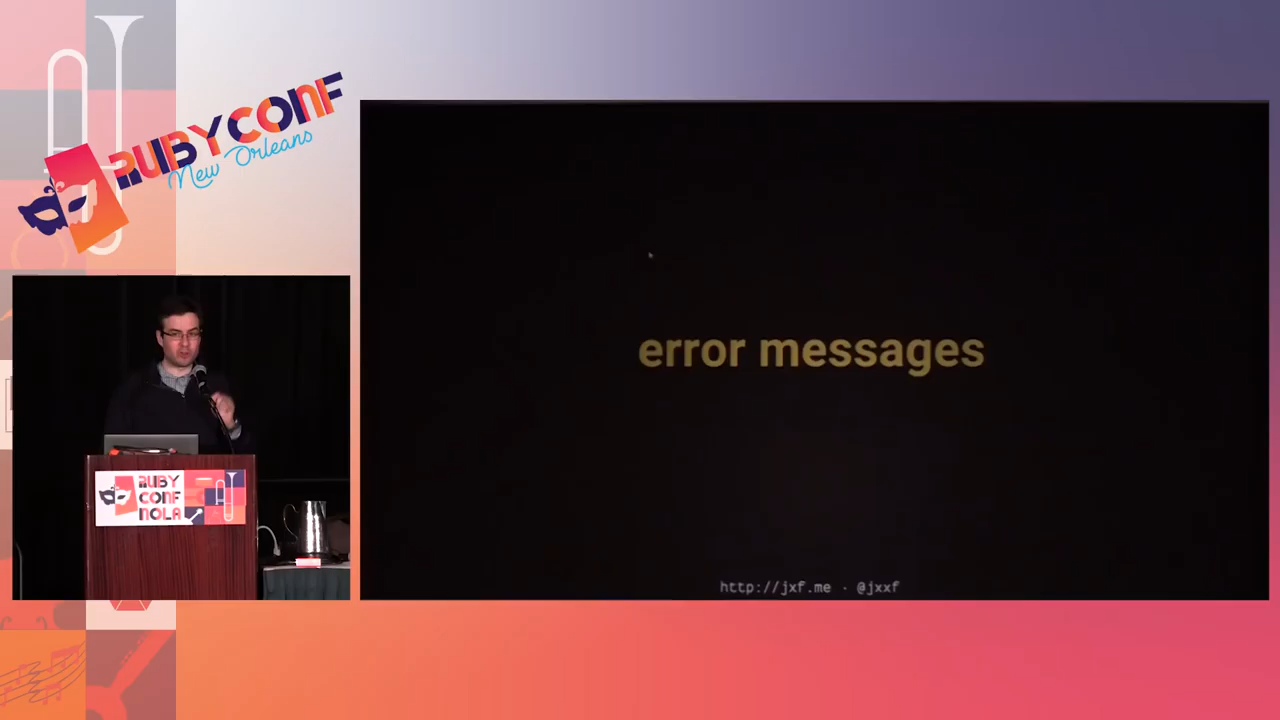 RUBYCONF
New Orleans
error messages
http://jxf.me · @jxxf
RUBY
CONF
NOLA